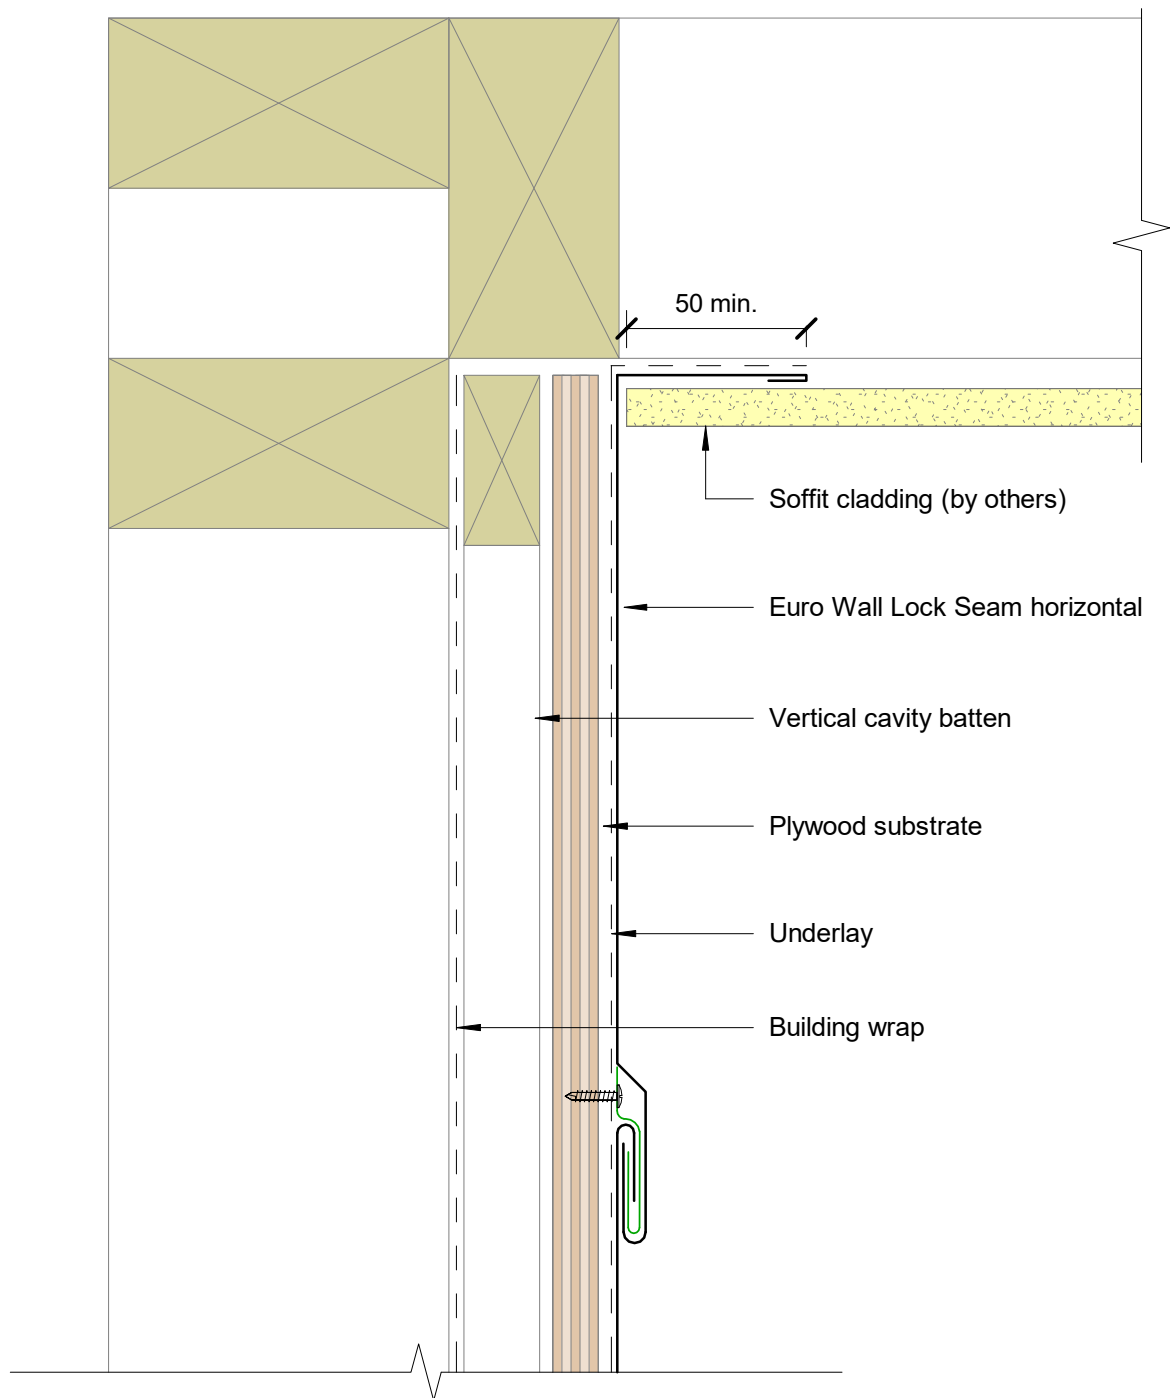 50 min.
Soffit cladding (by others)
Euro Wall Lock Seam horizontal
Vertical cavity batten
Plywood substrate
Underlay
Building wrap